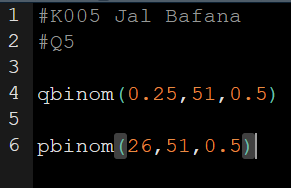 1 #K005 Jal Bafana
2 #Q5
3
4 qbinom(0.25,51,0.5)
5
6 pbinom(26,51,0.5)